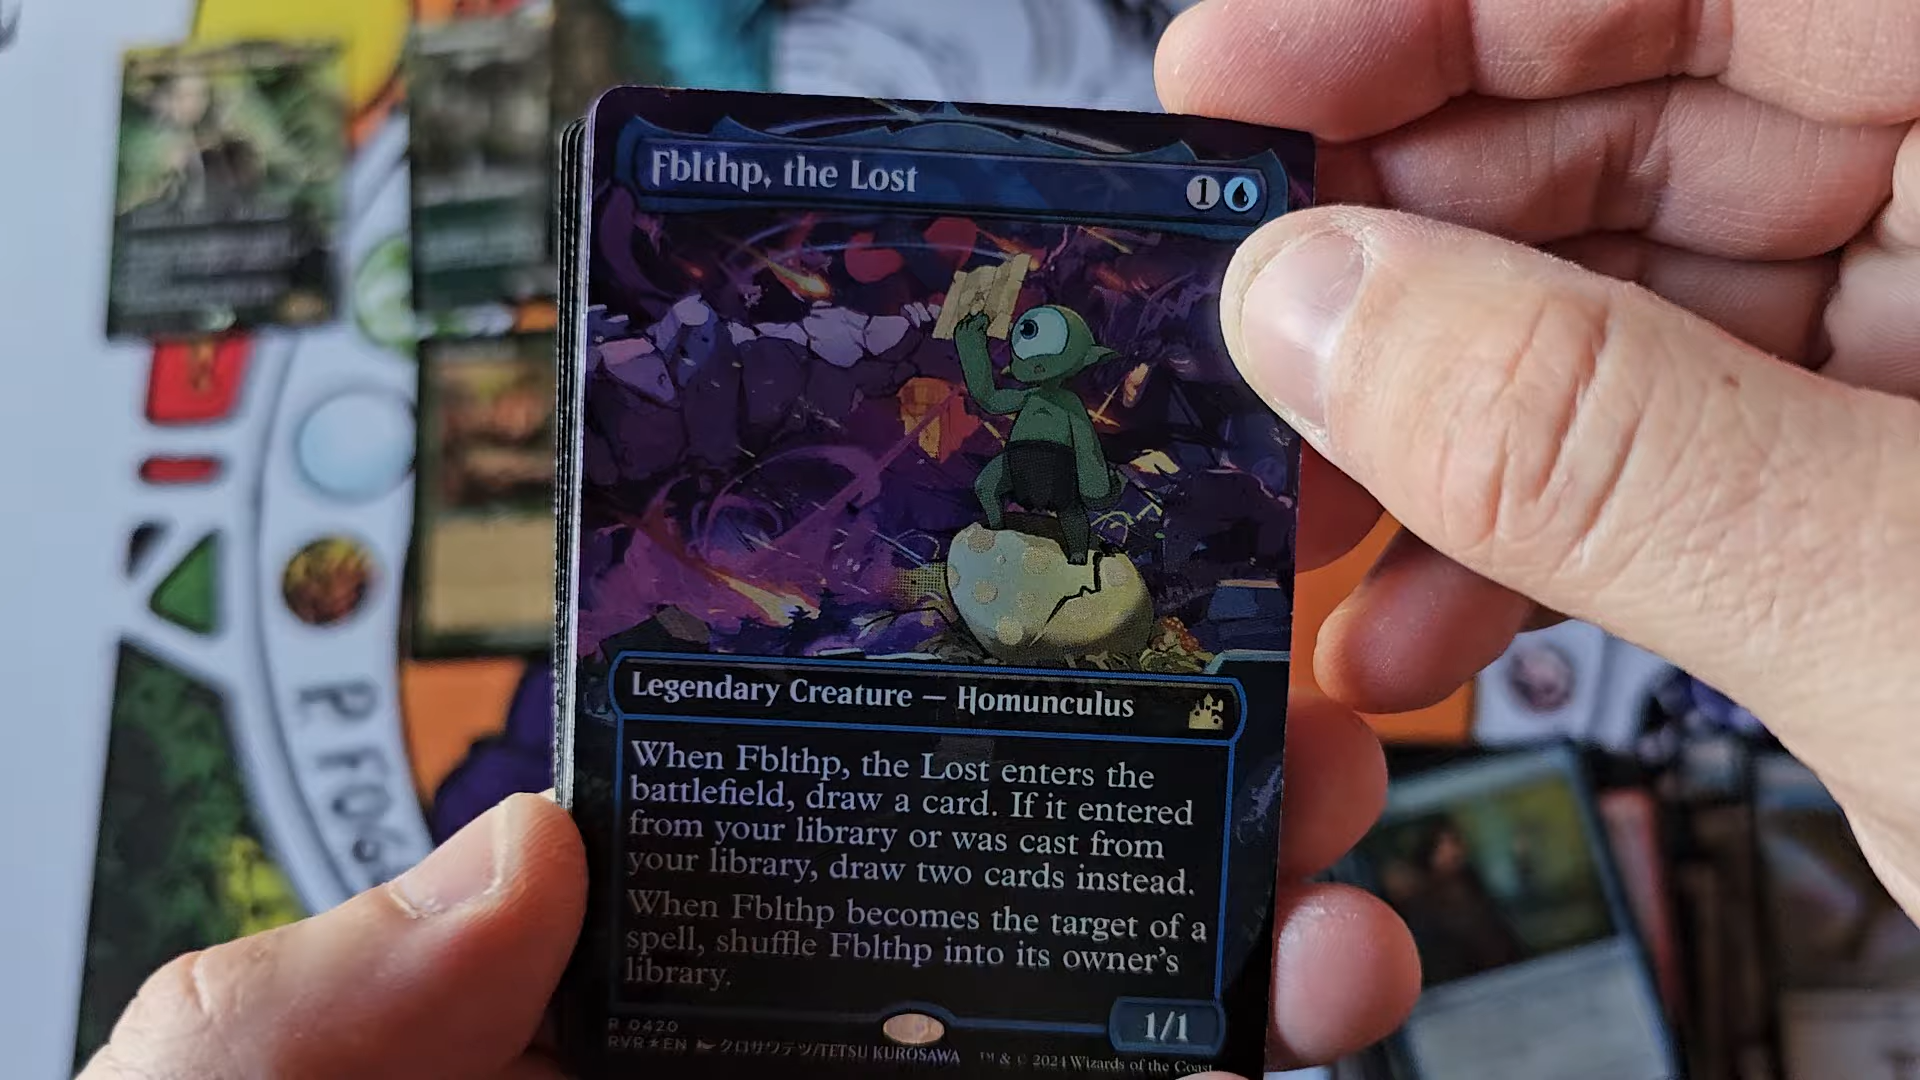 Fblthp, the Lost 1
Legendary Creature — Homunculus
When Fblthp, the Lost enters the
battlefield, draw a card. If it entered
from your library or was cast from
your library, draw two cards instead.
When Fblthp becomes the target of a
spell, shuffle Fblthp into its owner's
library.
1/1
R 0420
RVR★EN クロサワテツ/TETSU KUROSAWA ™ & © 2024 Wizards of the Coast